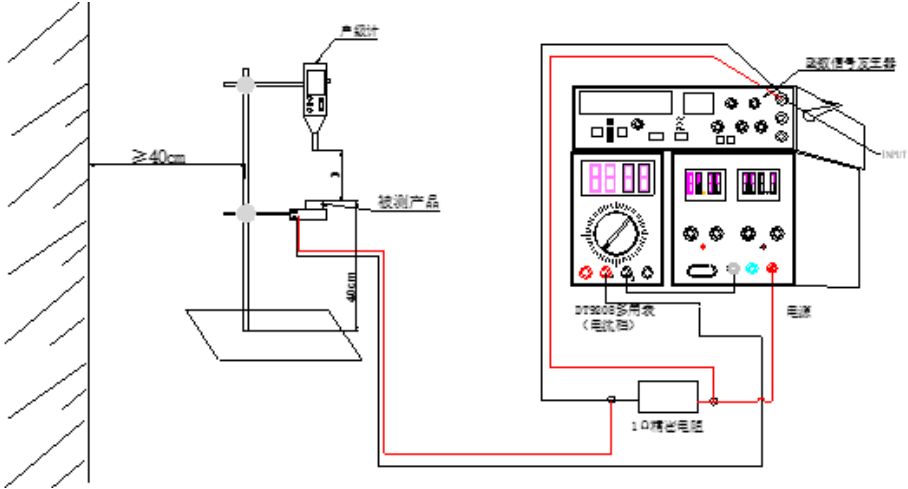 声级计
函数信号发生器
≥40cm
INPUT
被测产品
40cm
DT9208多用表
（电流档）
电源
1Ω精密电阻